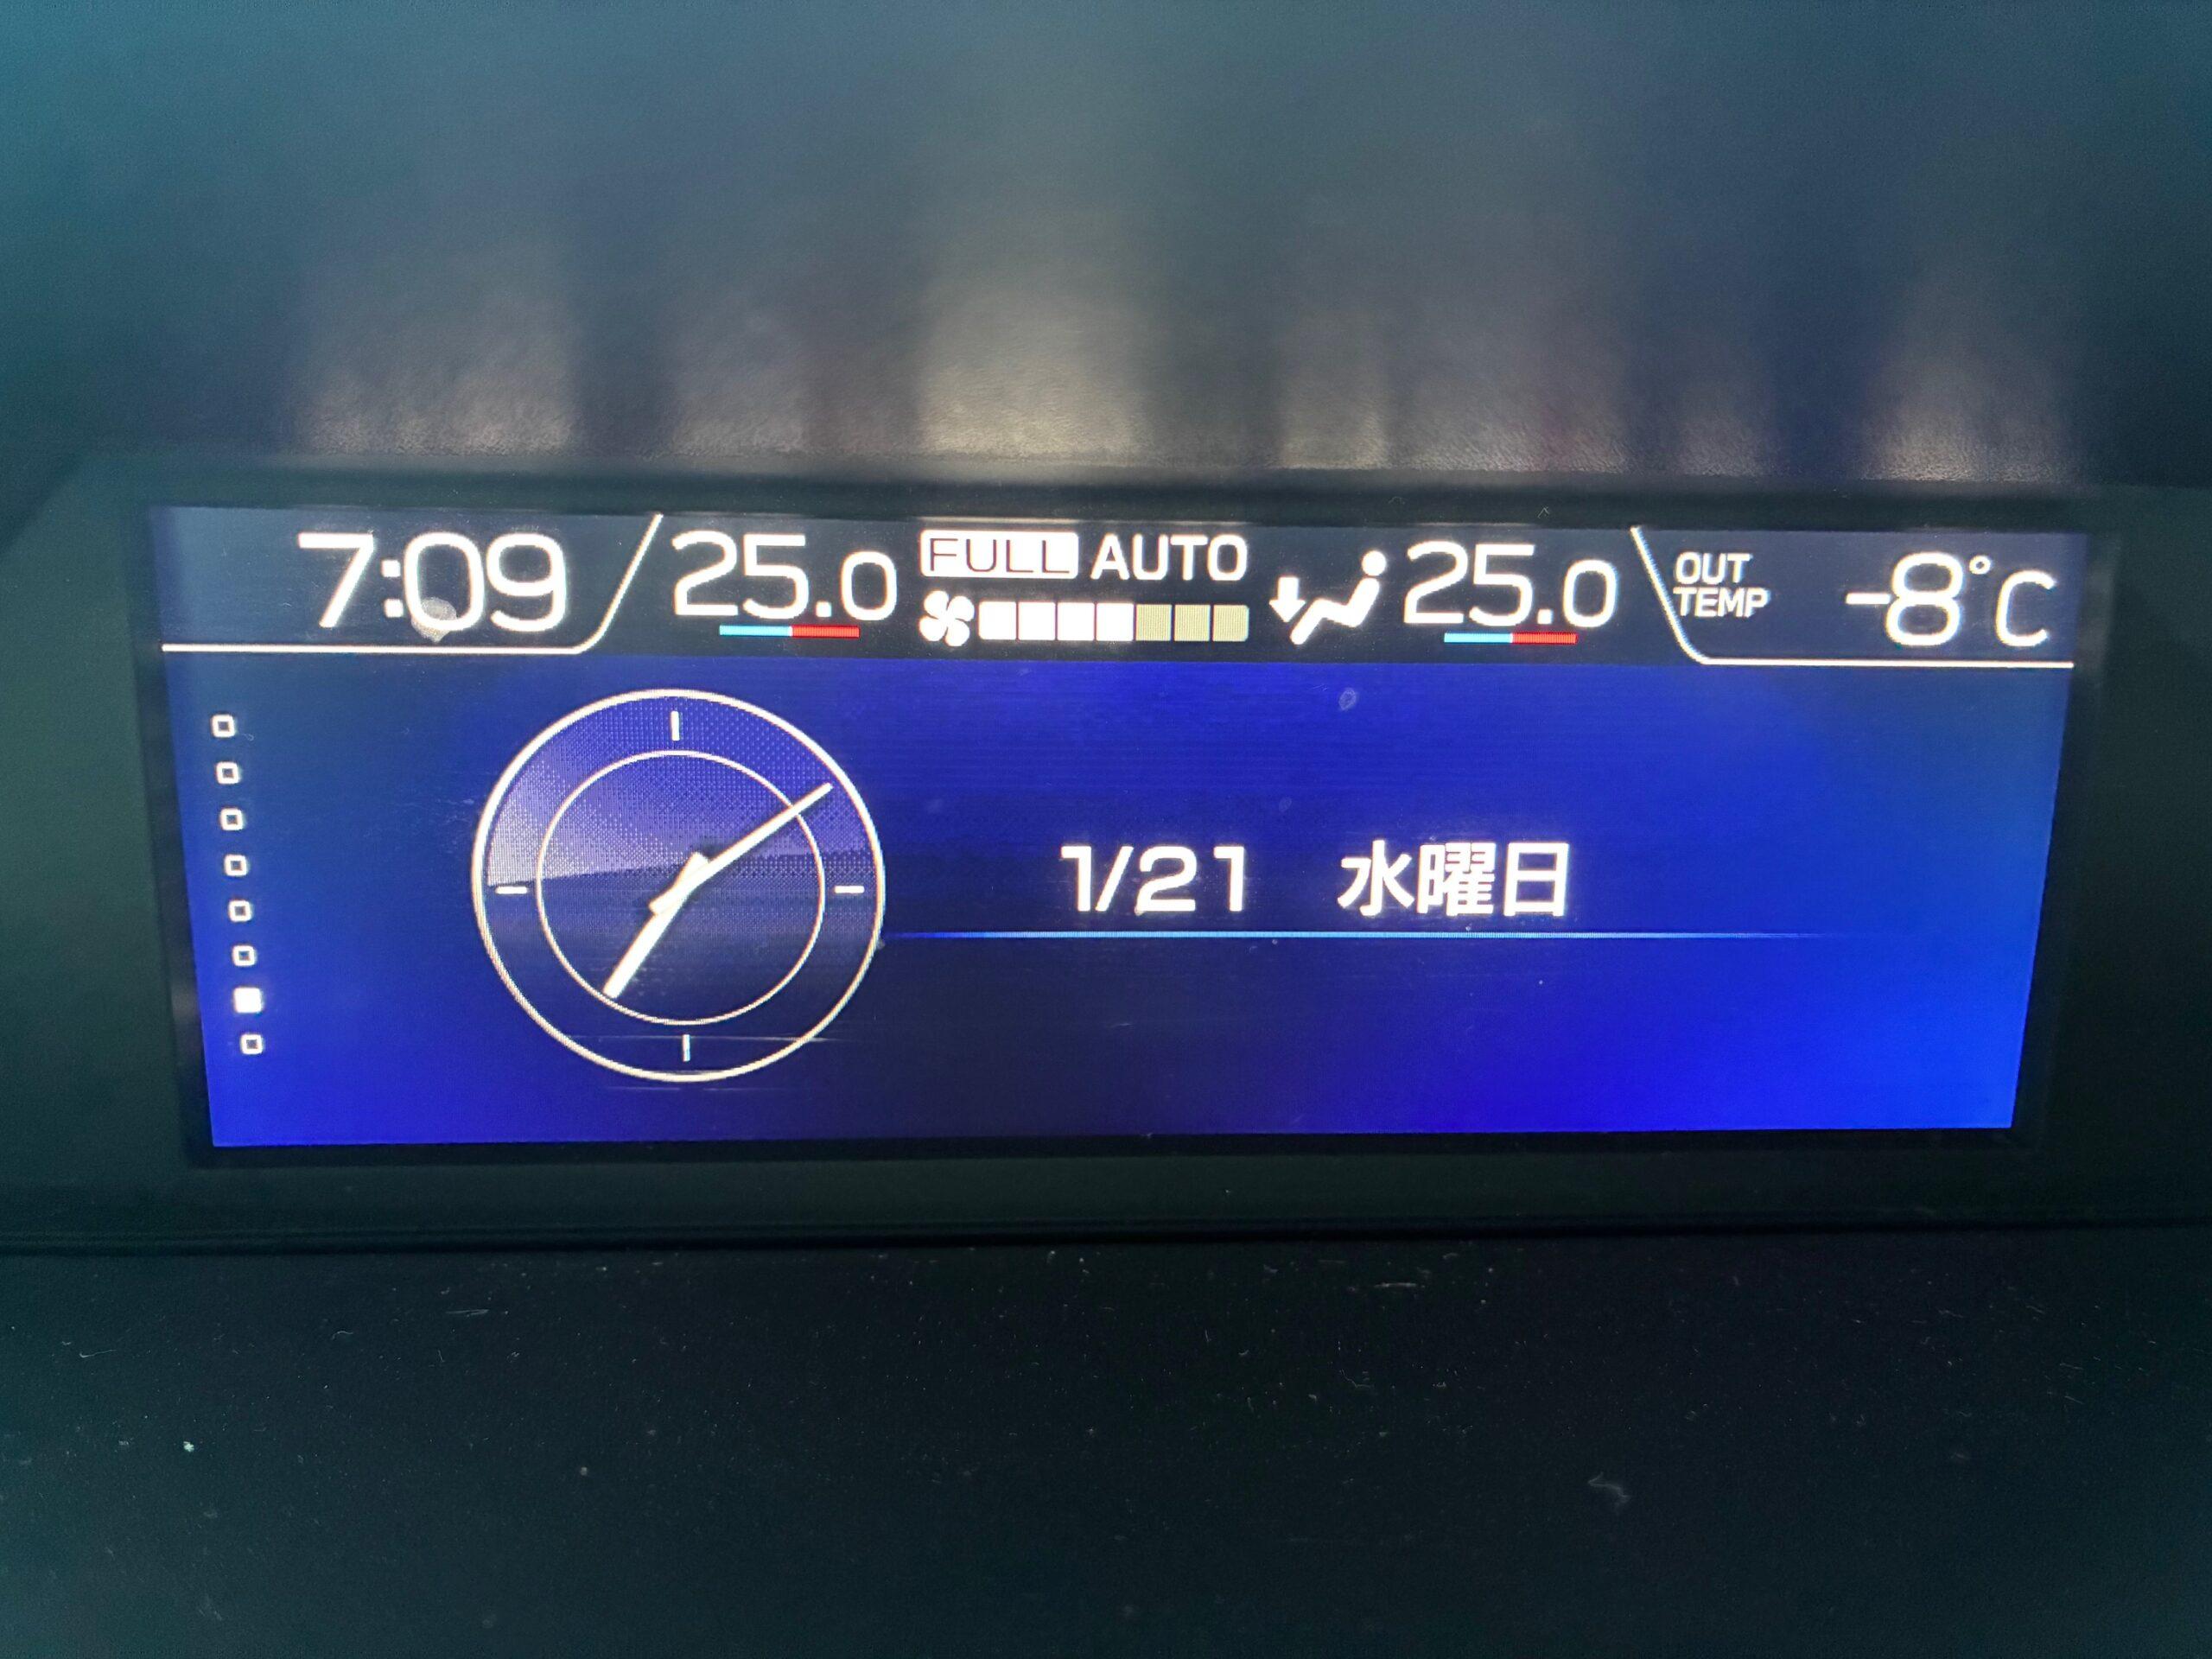 7:09 25.0 FULL AUTO 25.0 OUT TEMP -8°C
1/21 水曜日